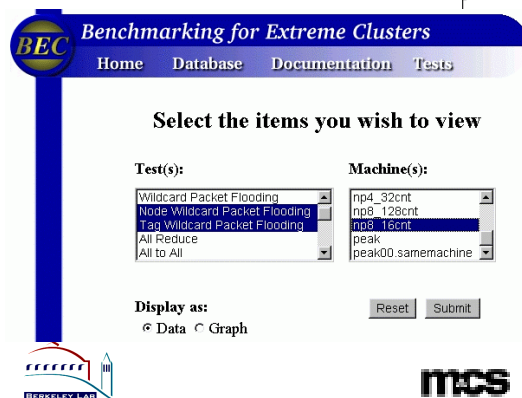 BEC
Benchmarking for Extreme Clusters
Home Database Documentation Tests
Select the items you wish to view
Test(s): Machine(s):
Wildcard Packet Flooding
Node Wildcard Packet Flooding
Tag Wildcard Packet Flooding
All Reduce
All to All
np4_32cnt
np8_128cnt
np8_16cnt
peak
peak00.samemachine
Display as:
Data Graph
Reset Submit
BERKELEY LAB
mcs